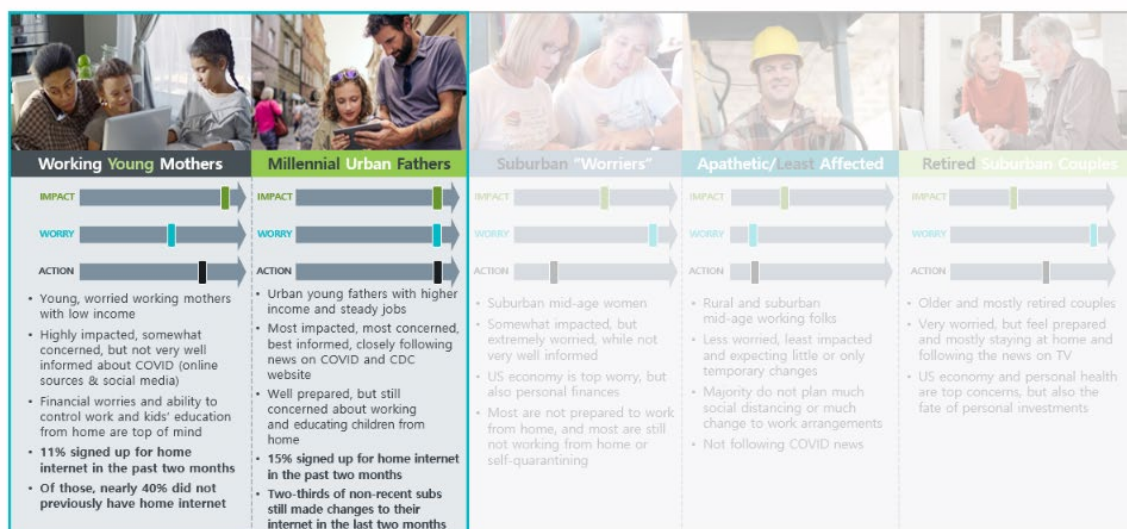 Working Young Mothers
IMPACT
WORRY
ACTION
• Young, worried working mothers
with low income
• Highly impacted, somewhat
concerned, but not very well
informed about COVID (online
sources & social media)
• Financial worries and ability to
control work and kids' education
from home are top of mind
• 11% signed up for home
internet in the past two months
• Of those, nearly 40% did not
previously have home internet
Millennial Urban Fathers
IMPACT
WORRY
ACTION
• Urban young fathers with higher
income and steady jobs
• Most impacted, most concerned,
best informed, closely following
news on COVID and CDC
website
• Well prepared, but still
concerned about working
and educating children from
home
• 15% signed up for home internet
in the past two months
• Two-thirds of non-recent subs
still made changes to their
internet in the last two months
Suburban "Worriers"
IMPACT
WORRY
ACTION
• Suburban mid-age women
• Somewhat impacted, but
extremely worried, while not
very well informed
• US economy is top worry, but
also personal finances
• Most are not prepared to work
from home, and most are still
not working from home or
self-quarantining
Apathetic/Least Affected
IMPACT
WORRY
ACTION
• Rural and suburban
mid-age working folks
• Less worried, least impacted
and expecting little or only
temporary changes
• Majority do not plan much
social distancing or much
change to work arrangements
• Not following COVID news
Retired Suburban Couples
IMPACT
WORRY
ACTION
• Older and mostly retired couples
• Very worried, but feel prepared
and mostly staying at home and
following the news on TV
• US economy and personal health
are top concerns, but also the
fate of personal investments